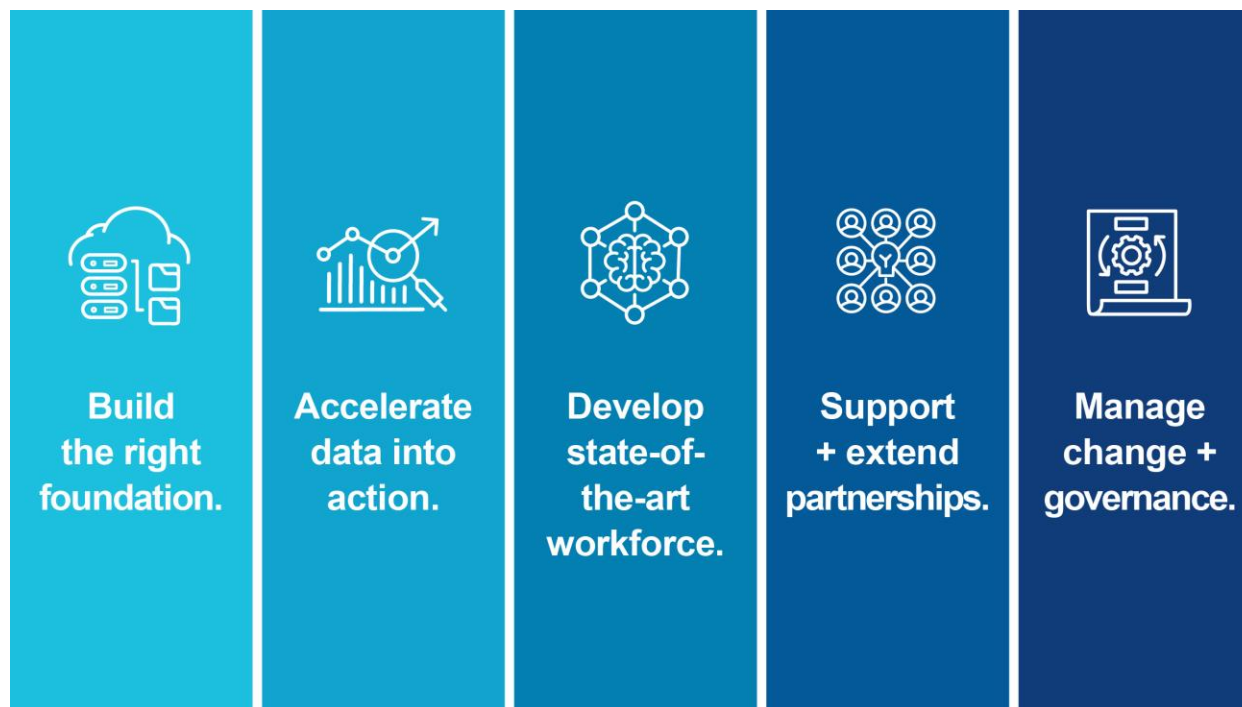 Build
the right
foundation.
Accelerate
data into
action.
Develop
state-of-
the-art
workforce.
Support
+ extend
partnerships.
Manage
change +
governance.